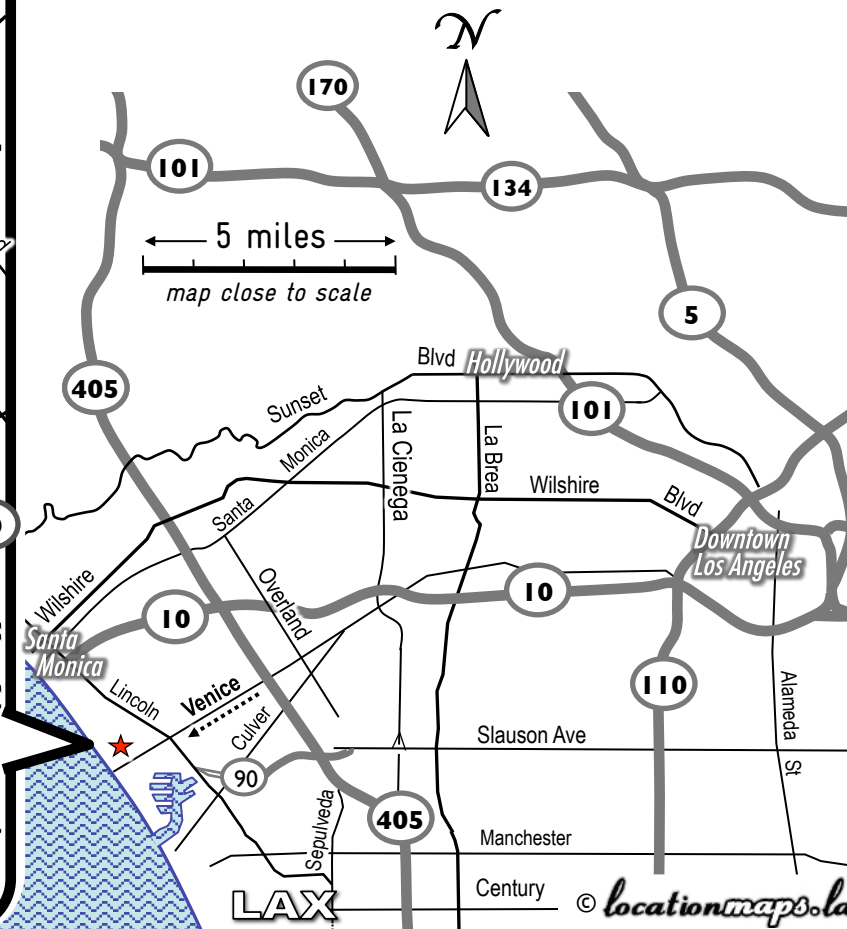 N
170
101
134
5 miles
map close to scale
5
405
Blvd
Hollywood
Sunset
101
Monica
La Cienega
La Brea
Santa
Wilshire
Blvd
Downtown
Los Angeles
Wilshire
Overland
10
10
Santa
Monica
Lincoln
Venice
Culver
110
Alameda
St
Slauson Ave
90
Sepulveda
405
Manchester
LAX
Century
© locationmaps.la